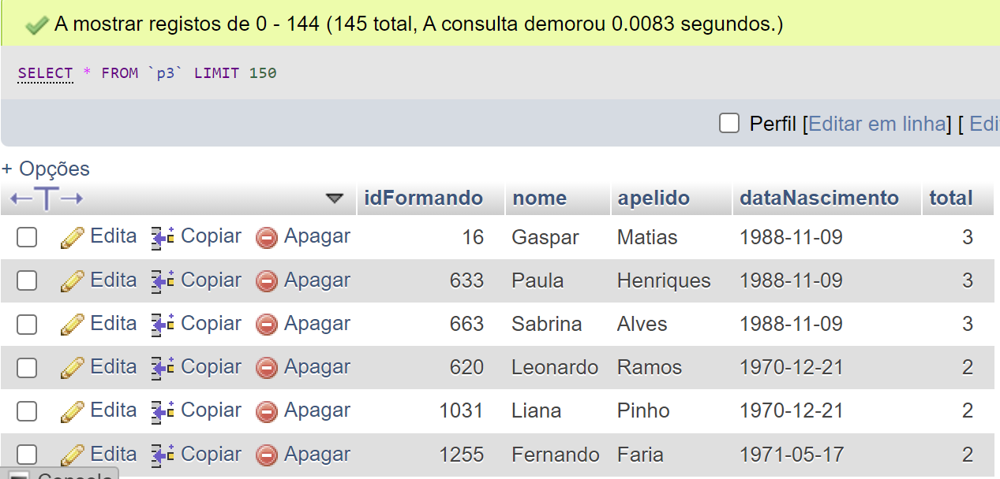 A mostrar registos de 0 - 144 (145 total, A consulta demorou 0.0083 segundos.)
SELECT * FROM `p3` LIMIT 150
Perfil [Editar em linha] [ Edi
+ Opções
←T→ idFormando nome apelido dataNascimento total
Edita Copiar Apagar 16 Gaspar Matias 1988-11-09 3
Edita Copiar Apagar 633 Paula Henriques 1988-11-09 3
Edita Copiar Apagar 663 Sabrina Alves 1988-11-09 3
Edita Copiar Apagar 620 Leonardo Ramos 1970-12-21 2
Edita Copiar Apagar 1031 Liana Pinho 1970-12-21 2
Edita Copiar Apagar 1255 Fernando Faria 1971-05-17 2